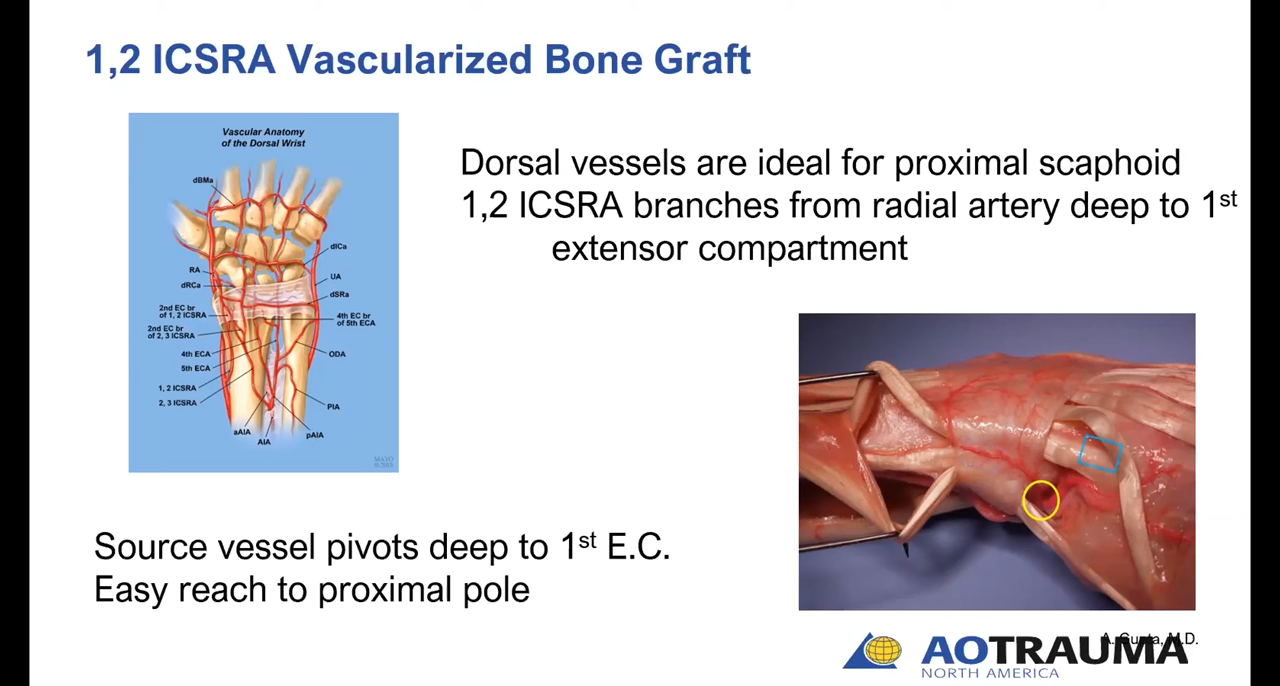 1,2 ICSRA Vascularized Bone Graft
Vascular Anatomy
of the Dorsal Wrist
dBMa
dICa
RA
UA
dRCa
dSRa
2nd EC br
of 1, 2 ICSRA
4th EC br
of 5th ECA
2nd EC br
of 2, 3 ICSRA
4th ECA
ODA
5th ECA
1, 2 ICSRA
2, 3 ICSRA
PIA
aAIA
AIA
pAIA
MAYO
Dorsal vessels are ideal for proximal scaphoid
1,2 ICSRA branches from radial artery deep to 1st
extensor compartment
Source vessel pivots deep to 1st E.C.
Easy reach to proximal pole
A. Gupta, M.D.
AOTRAUMA
NORTH AMERICA